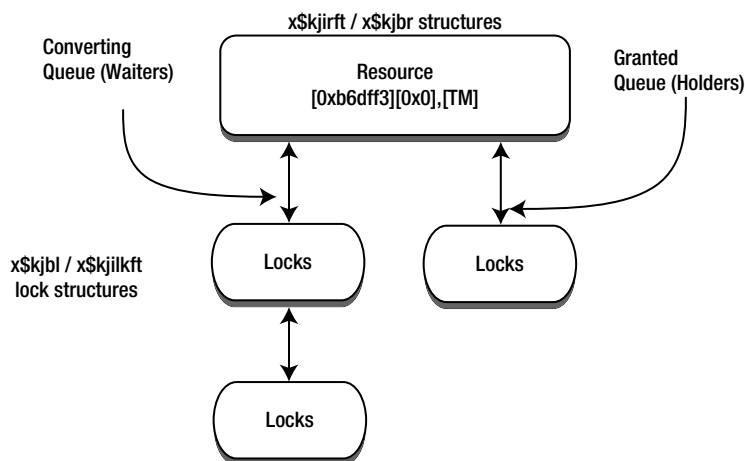 x$kjirft / x$kjbr structures
Converting
Queue (Waiters)
Resource
[0xb6dff3][0x0],[TM]
Granted
Queue (Holders)
x$kjbl / x$kjilkft
lock structures
Locks
Locks
Locks